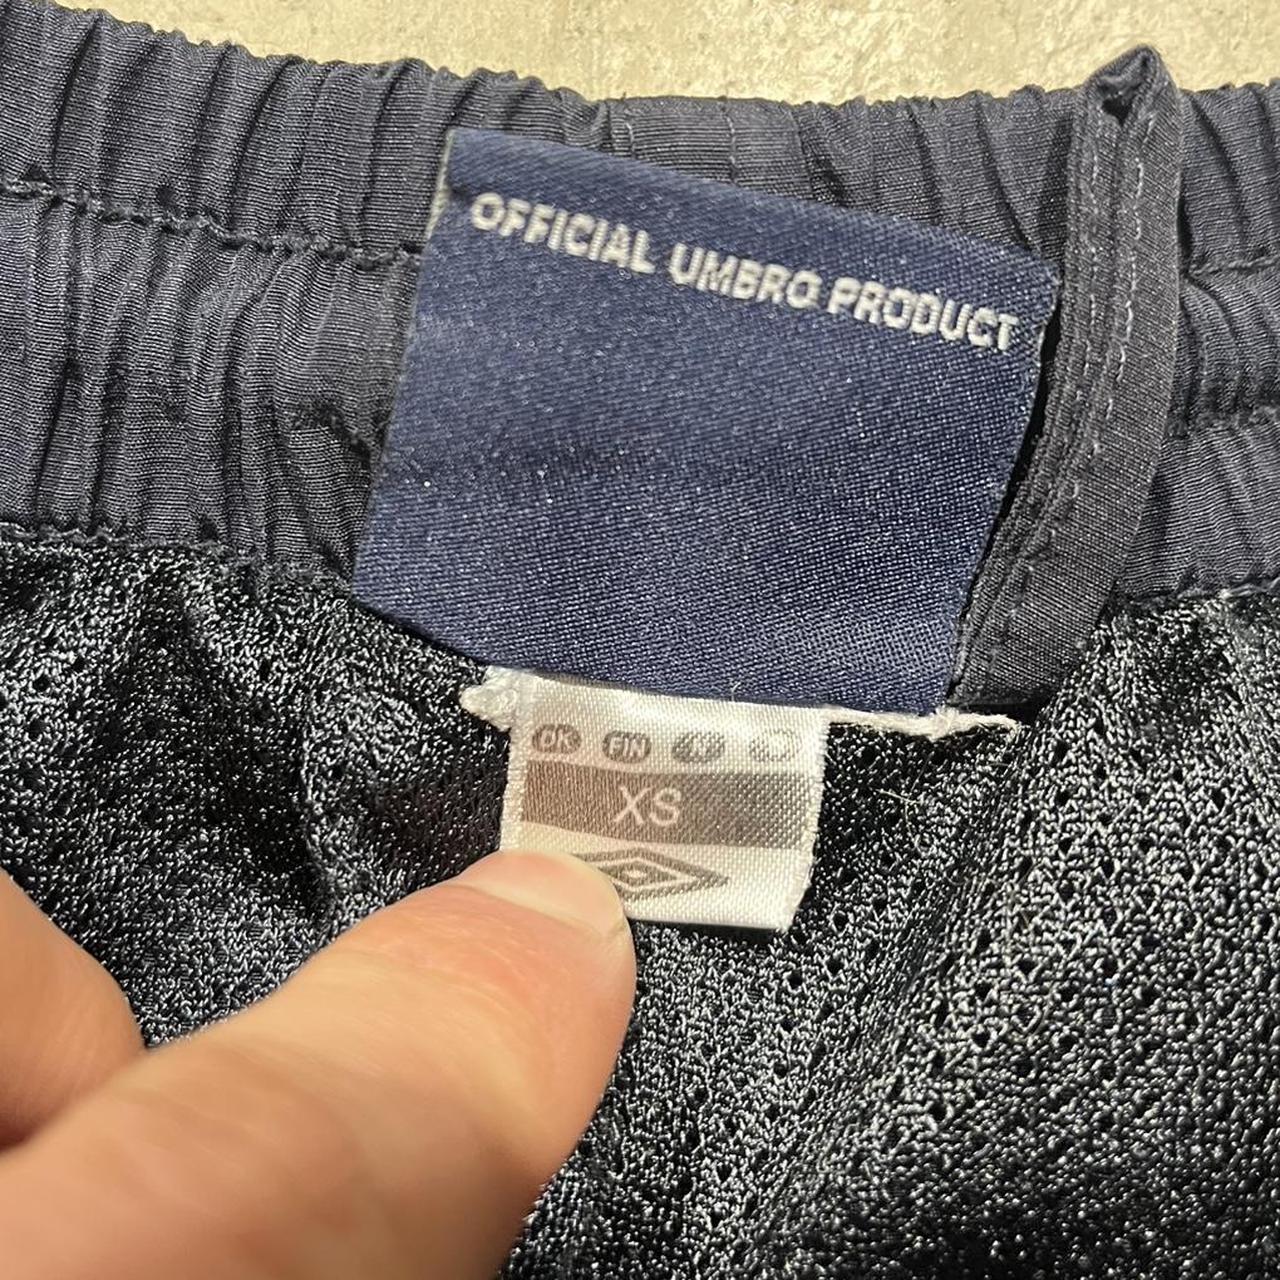 OFFICIAL UMBRO PRODUCT
DK FIN N
XS